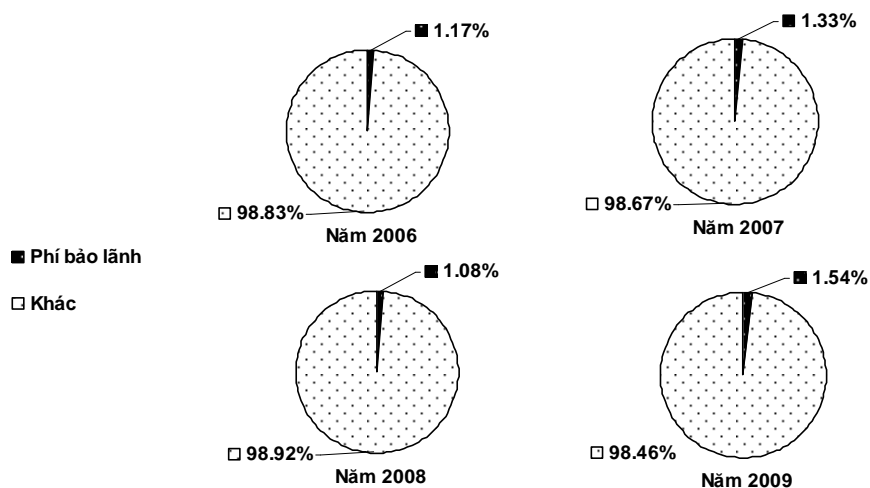 1.17%
98.83%
Năm 2006
1.33%
98.67%
Năm 2007
Phí bảo lãnh
Khác
1.08%
98.92%
Năm 2008
1.54%
98.46%
Năm 2009